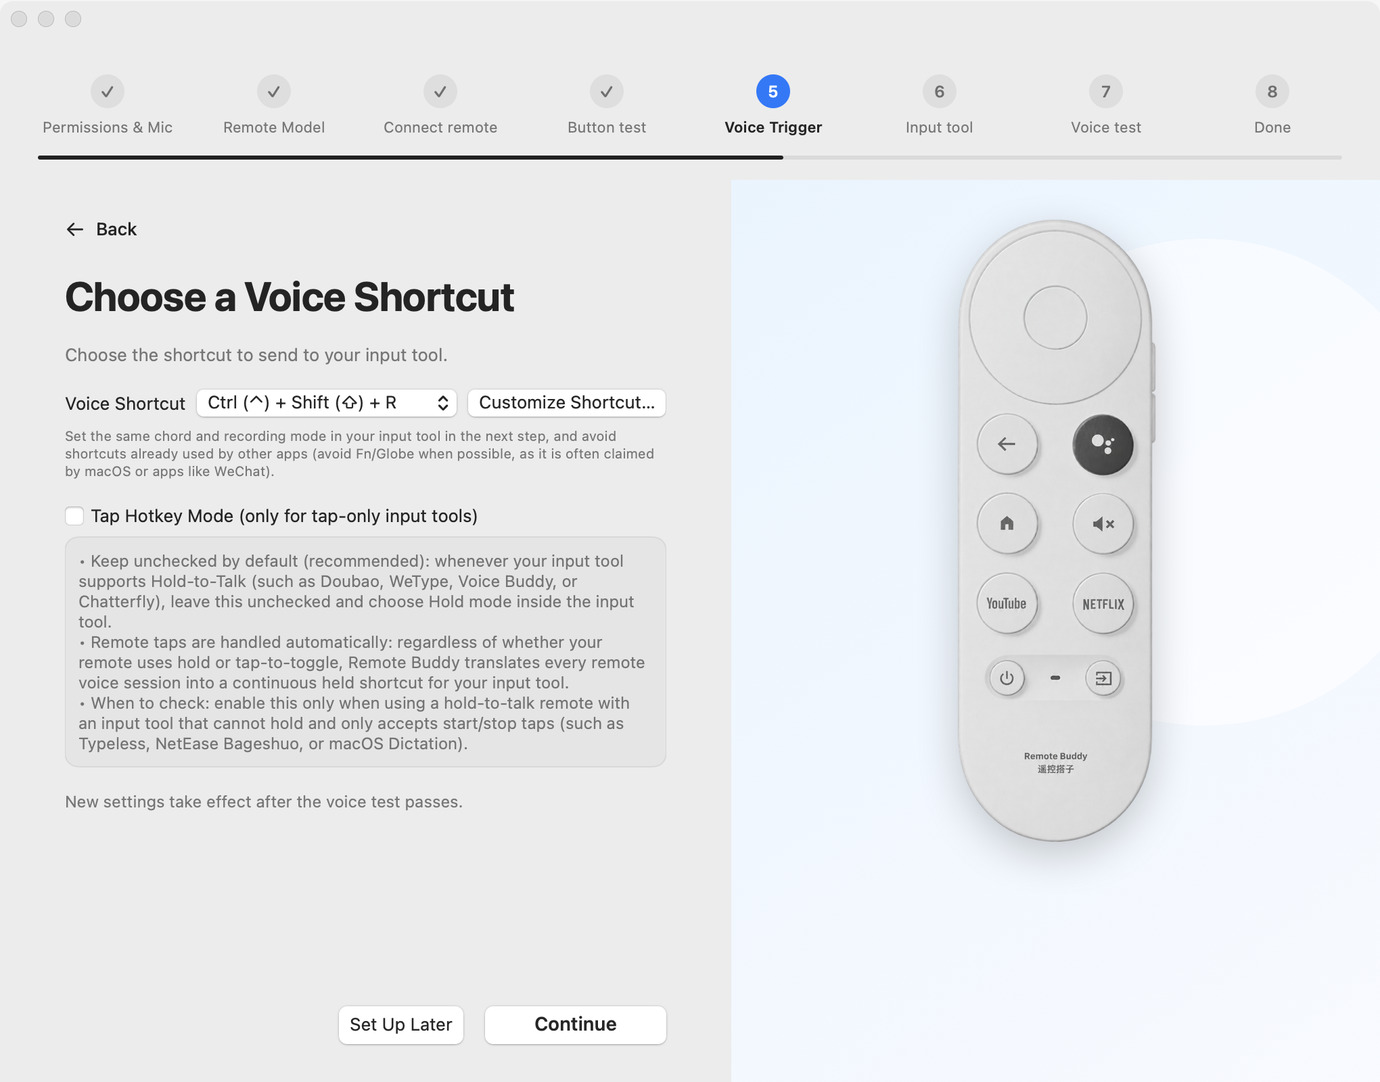 5
6
7
8
Permissions & Mic
Remote Model
Connect remote
Button test
Voice Trigger
Input tool
Voice test
Done
Back
Choose a Voice Shortcut
Choose the shortcut to send to your input tool.
Voice Shortcut
Ctrl (^) + Shift (⇧) + R
Customize Shortcut...
Set the same chord and recording mode in your input tool in the next step, and avoid
shortcuts already used by other apps (avoid Fn/Globe when possible, as it is often claimed
by macOS or apps like WeChat).
Tap Hotkey Mode (only for tap-only input tools)
• Keep unchecked by default (recommended): whenever your input tool
supports Hold-to-Talk (such as Doubao, WeType, Voice Buddy, or
Chatterfly), leave this unchecked and choose Hold mode inside the input
tool.
• Remote taps are handled automatically: regardless of whether your
remote uses hold or tap-to-toggle, Remote Buddy translates every remote
voice session into a continuous held shortcut for your input tool.
• When to check: enable this only when using a hold-to-talk remote with
an input tool that cannot hold and only accepts start/stop taps (such as
Typeless, NetEase Bageshuo, or macOS Dictation).
New settings take effect after the voice test passes.
Set Up Later
Continue
YouTube
NETFLIX
Remote Buddy
遥控搭子